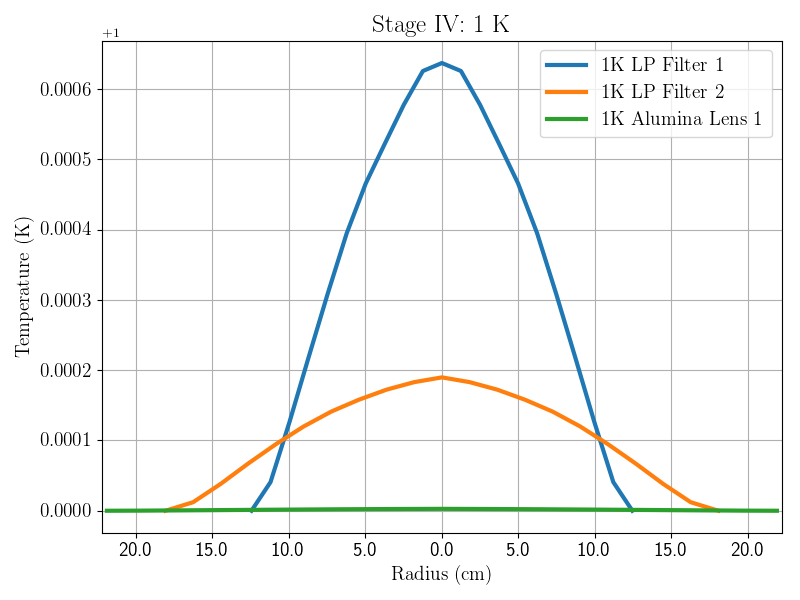 Stage IV: 1 K
+1
1K LP Filter 1
1K LP Filter 2
1K Alumina Lens 1
Temperature (K)
0.0006
0.0005
0.0004
0.0003
0.0002
0.0001
0.0000
20.0 15.0 10.0 5.0 0.0 5.0 10.0 15.0 20.0
Radius (cm)